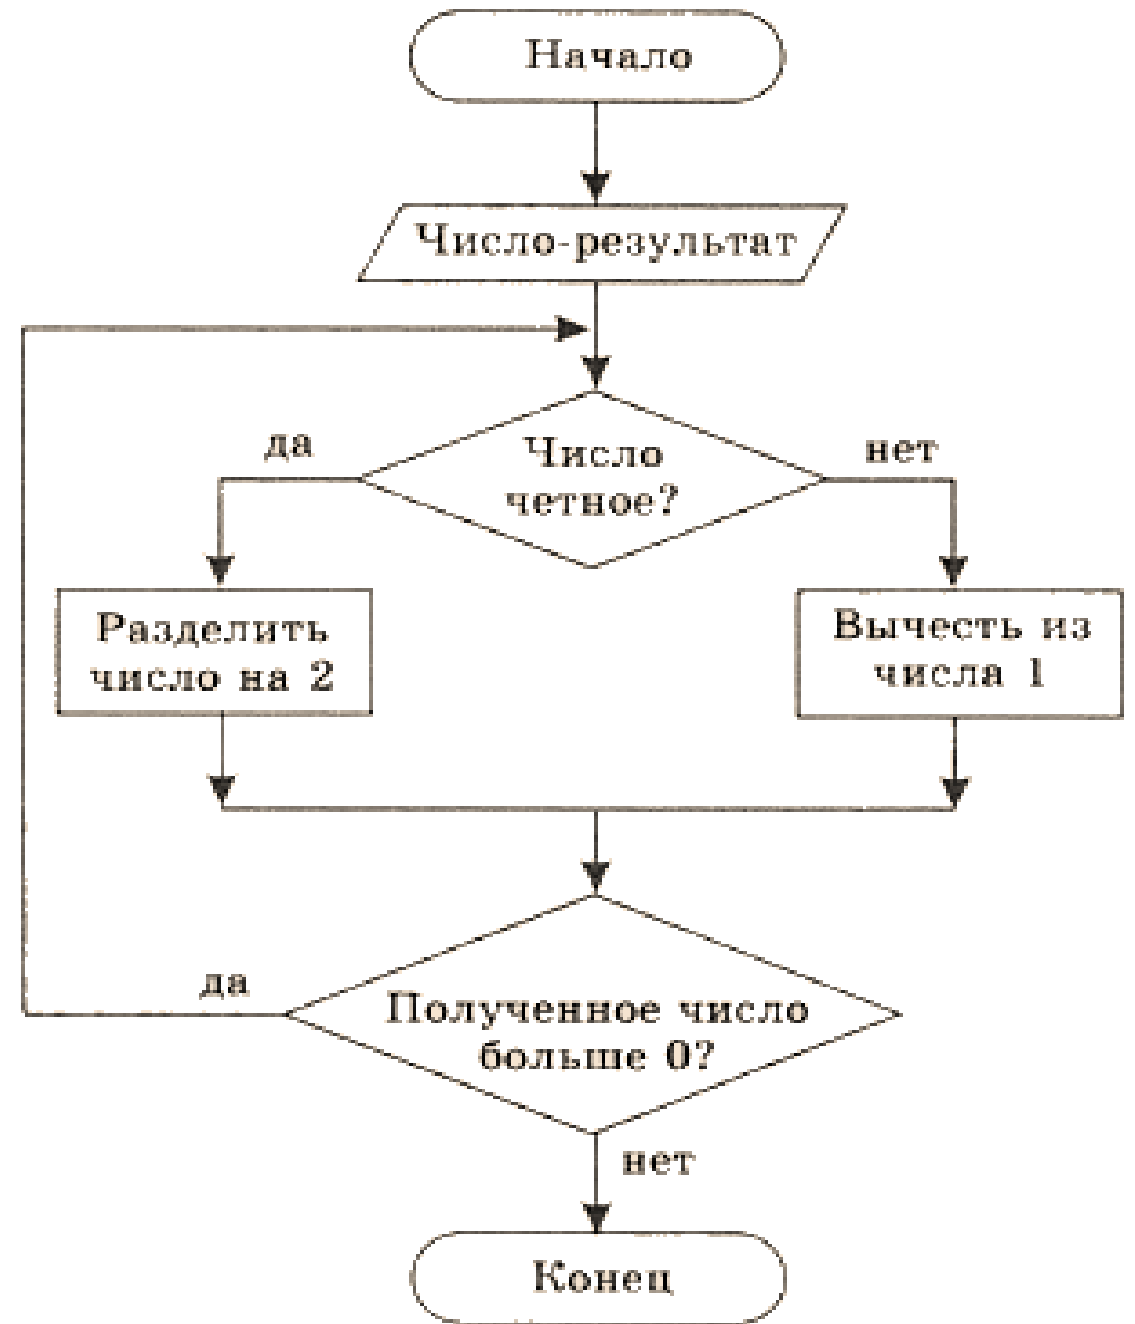 Начало
Число-результат
да
Число
четное?
нет
Разделить
число на 2
Вычесть из
числа 1
да
Полученное число
больше 0?
нет
Конец